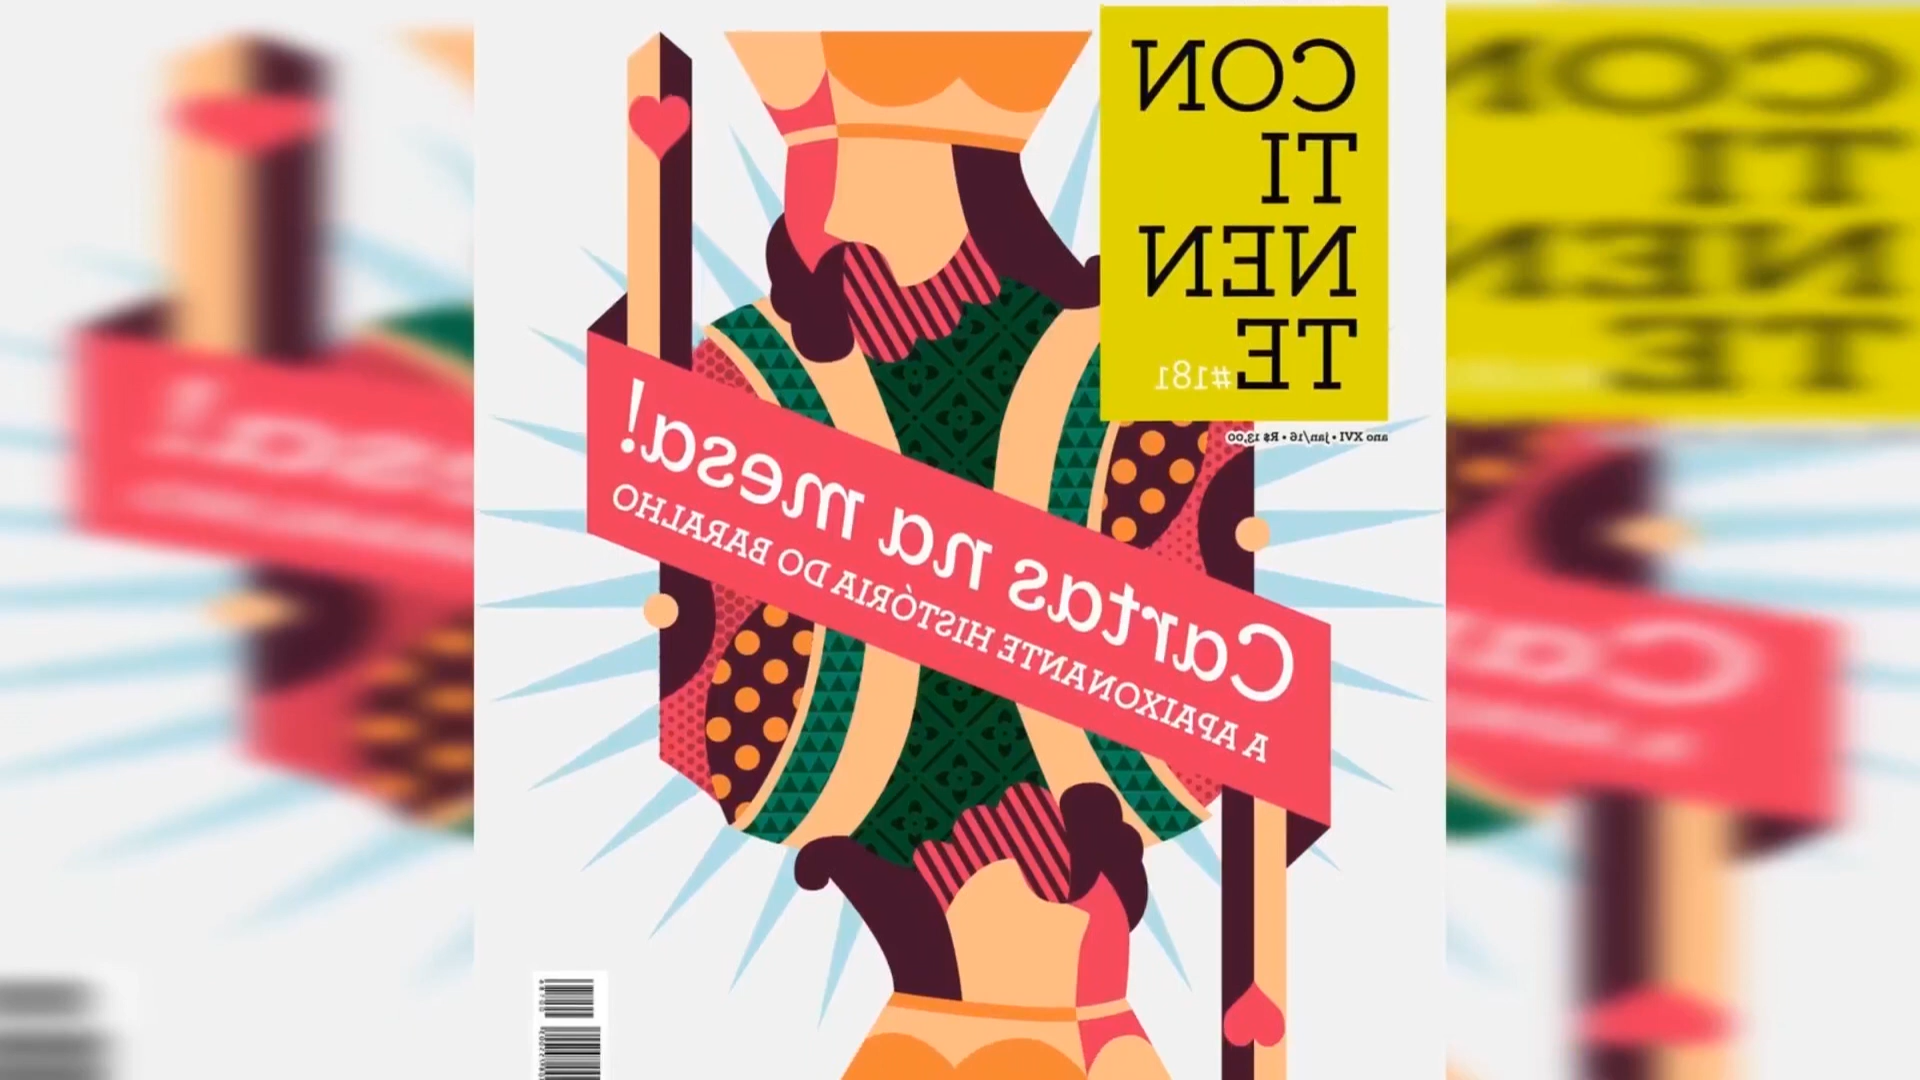 CON
TI
NEN
TE #181
ano XVI • jan/16 • R$ 13,00
Cartas na mesa!
A APAIXONANTE HISTÓRIA DO BARALHO